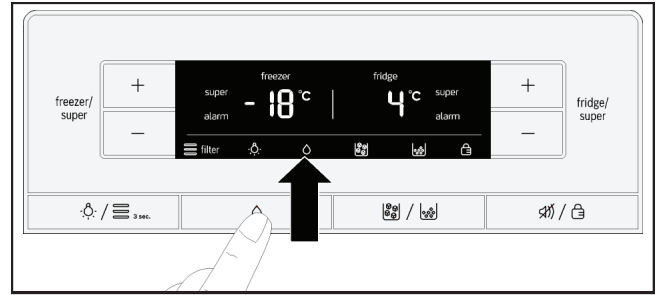 freezer/
super
+
−
super
alarm
freezer
-18 °C
fridge
4 °C
super
alarm
filter
+
−
fridge/
super
/ 3 sec.
/
/